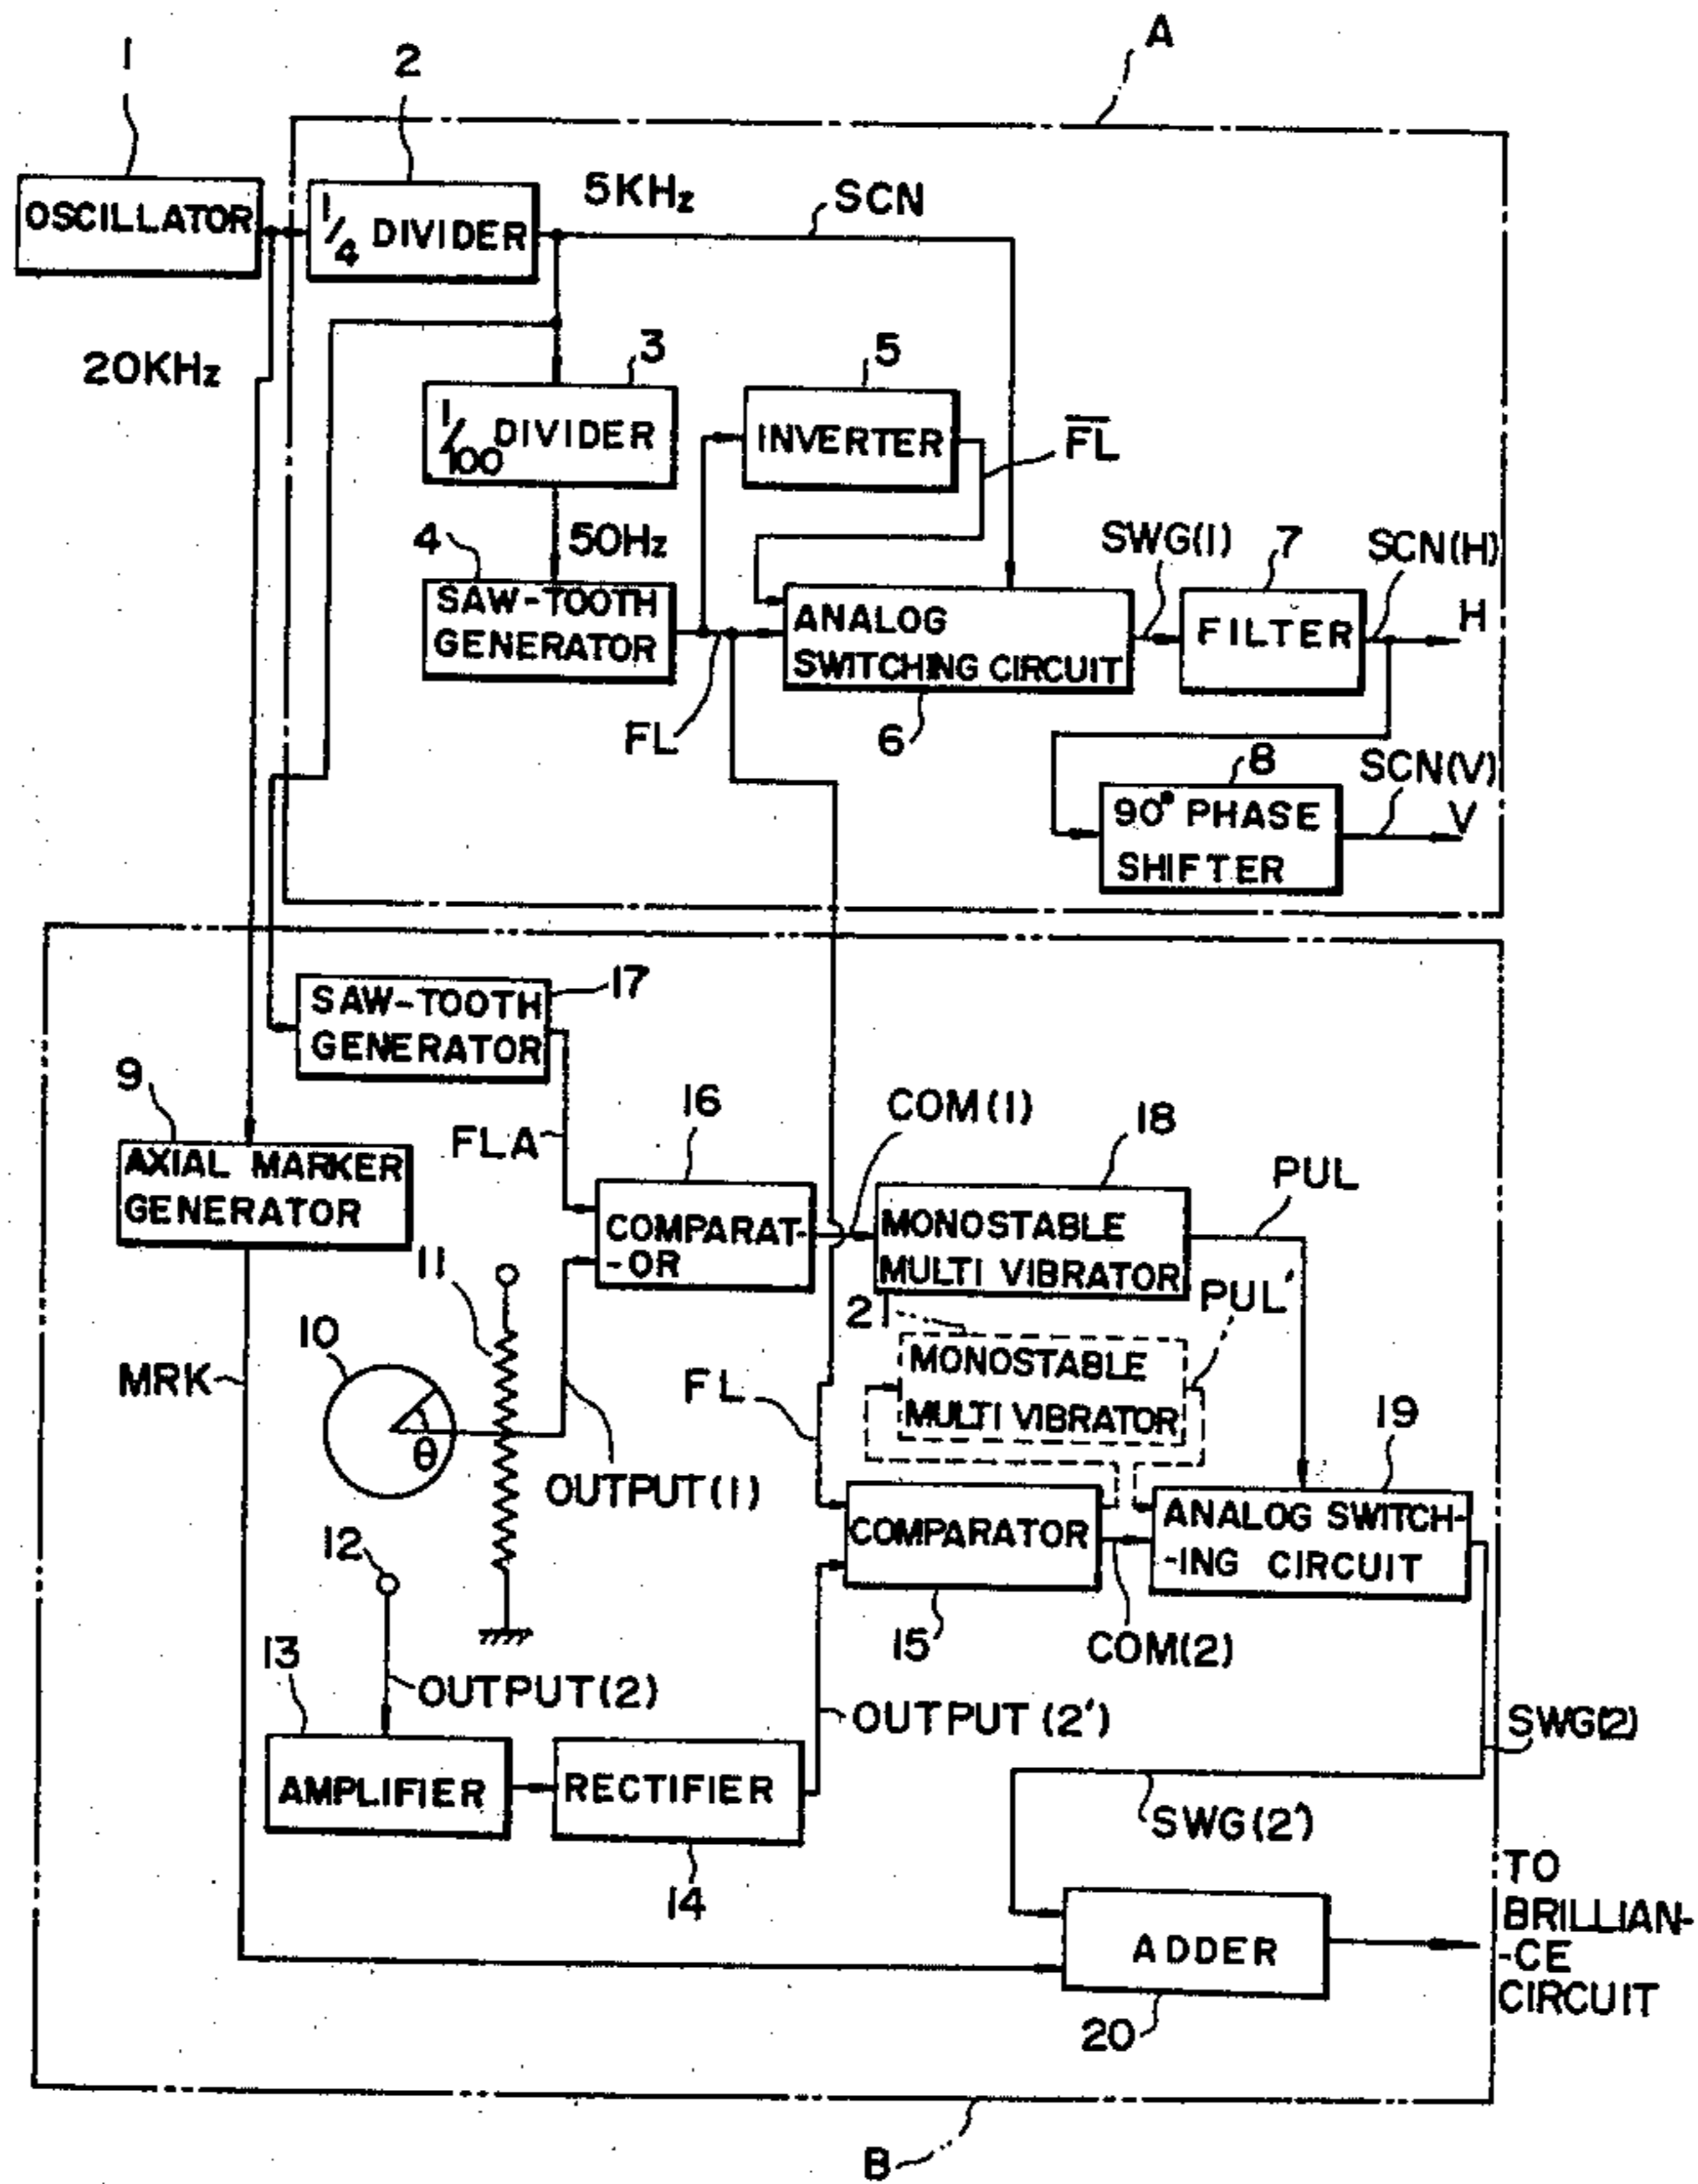 A
1
2
OSCILLATOR
1/4 DIVIDER
5KHz
SCN
20KHz
3
5
1/100 DIVIDER
INVERTER
F̅L̅
4
50Hz
SWG(1)
7
SCN(H)
SAW-TOOTH
GENERATOR
ANALOG
SWITCHING CIRCUIT
FILTER
H
FL
6
8
SCN(V)
90° PHASE
SHIFTER
V
17
SAW-TOOTH
GENERATOR
9
16
COM(1)
18
FLA
AXIAL MARKER
GENERATOR
PUL
COMPARAT-
-OR
MONOSTABLE
MULTI VIBRATOR
11
21
PUL'
10
MONOSTABLE
MULTI VIBRATOR
MRK
FL
19
θ
OUTPUT(1)
COMPARATOR
ANALOG SWITCH-
-ING CIRCUIT
12
15
COM(2)
13
OUTPUT(2)
OUTPUT(2')
SWG(2)
AMPLIFIER
RECTIFIER
SWG(2')
14
TO
BRILLIAN-
-CE
CIRCUIT
ADDER
20
B